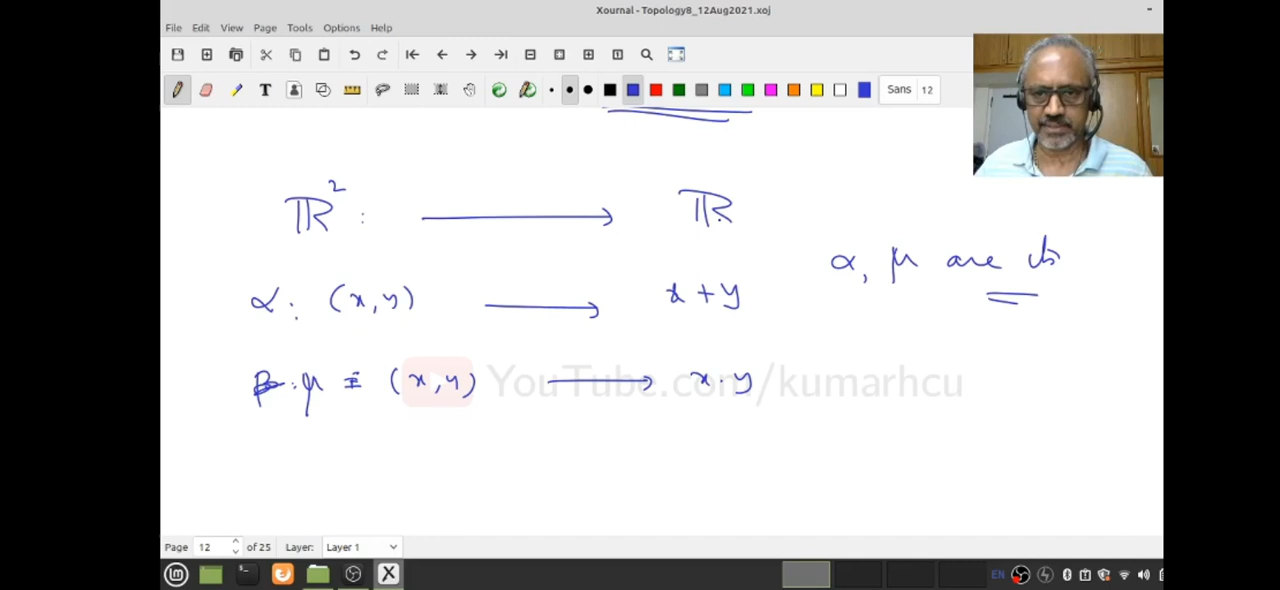 Xournal - Topology8_12Aug2021.xoj
File Edit View Page Tools Options Help
Sans 12
ℝ² : ⟶ ℝ
α : (x, y) ⟶ x + y
α, μ are cts
μ (x, y) ⟶ x . y
YouTube.com/kumarhcu
Page 12 of 25 Layer: Layer 1
EN